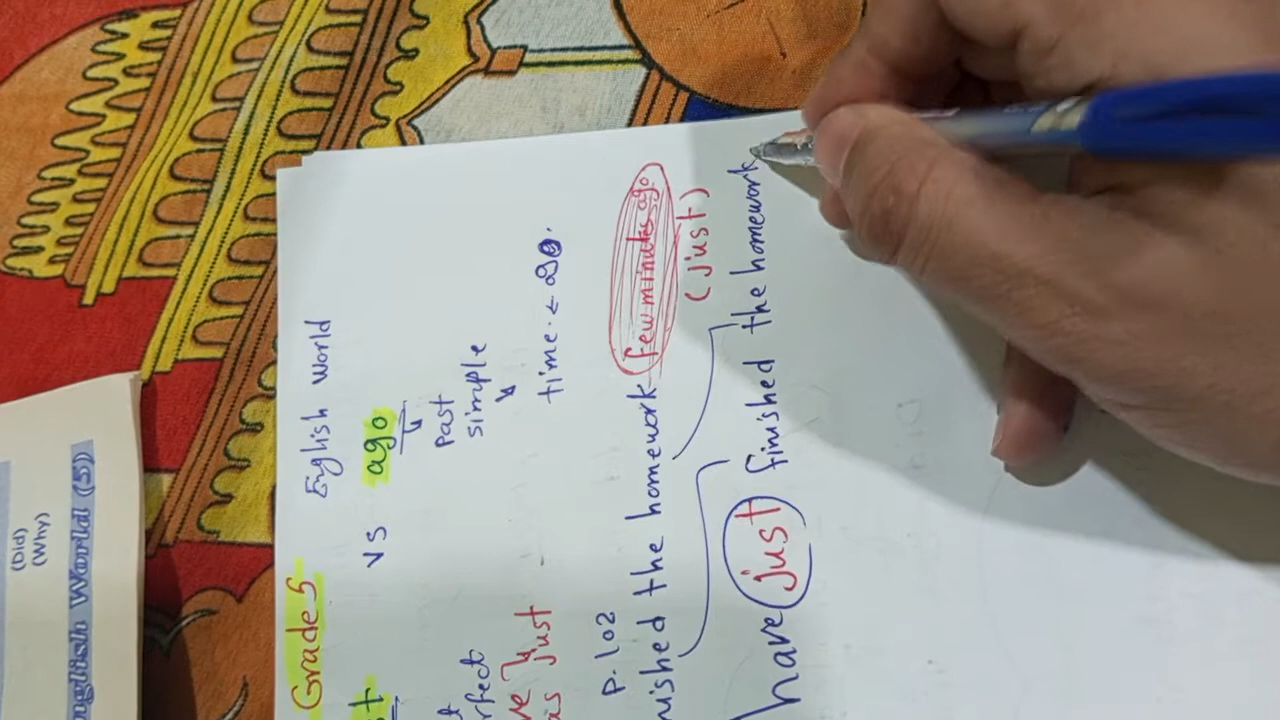 Grade 5 English world
vs ago
Past
simple
time ← ago.
just
P. 102
the homework few minutes ago.
(just)
have just finished the homework
(Did)
(Why)
English World (5)